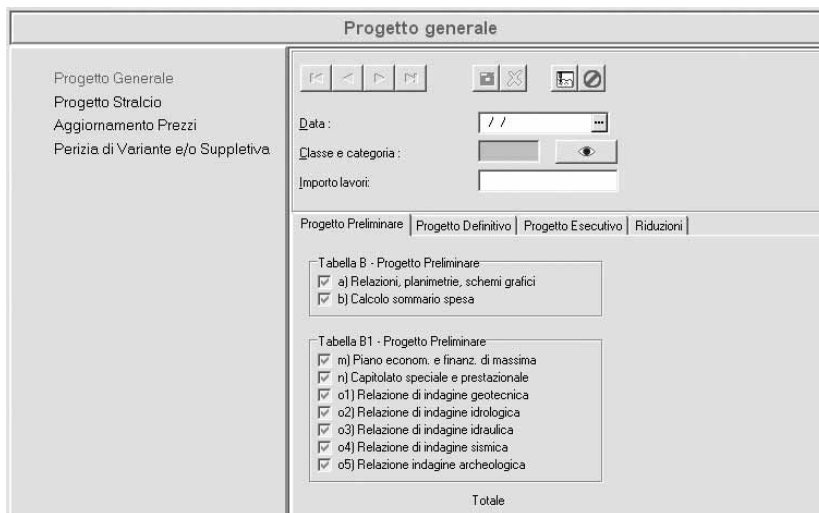 Progetto generale
Progetto Generale
Progetto Stralcio
Aggiornamento Prezzi
Perizia di Variante e/o Suppletiva
Data :
/ /
...
Classe e categoria :
Importo lavori:
Progetto Preliminare
Progetto Definitivo
Progetto Esecutivo
Riduzioni
Tabella B - Progetto Preliminare
a) Relazioni, planimetrie, schemi grafici
b) Calcolo sommario spesa
Tabella B1 - Progetto Preliminare
m) Piano econom. e finanz. di massima
n) Capitolato speciale e prestazionale
o1) Relazione di indagine geotecnica
o2) Relazione di indagine idrologica
o3) Relazione di indagine idraulica
o4) Relazione di indagine sismica
o5) Relazione indagine archeologica
Totale